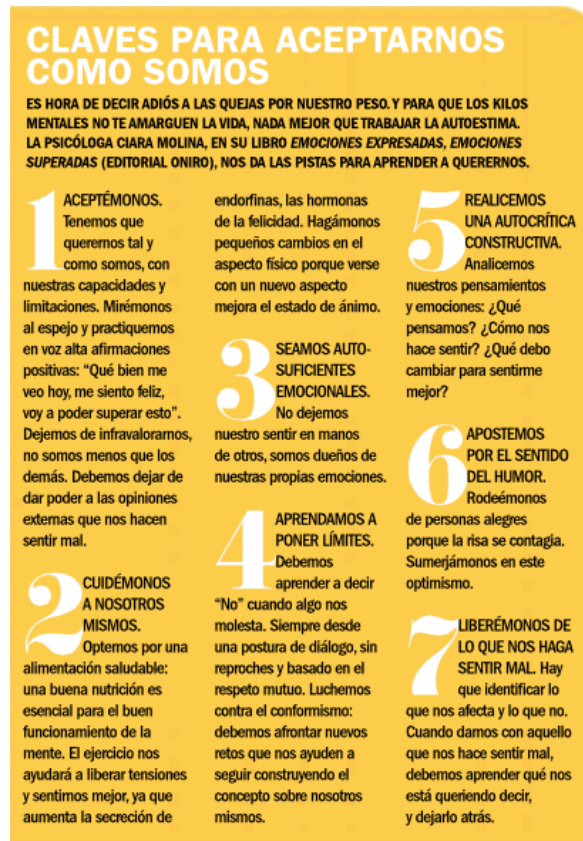 CLAVES PARA ACEPTARNOS
COMO SOMOS
ES HORA DE DECIR ADIÓS A LAS QUEJAS POR NUESTRO PESO. Y PARA QUE LOS KILOS
MENTALES NO TE AMARGUEN LA VIDA, NADA MEJOR QUE TRABAJAR LA AUTOESTIMA.
LA PSICÓLOGA CIARA MOLINA, EN SU LIBRO EMOCIONES EXPRESADAS, EMOCIONES
SUPERADAS (EDITORIAL ONIRO), NOS DA LAS PISTAS PARA APRENDER A QUERERNOS.
1 ACEPTÉMONOS.
Tenemos que
querernos tal y
como somos, con
nuestras capacidades y
limitaciones. Mirémonos
al espejo y practiquemos
en voz alta afirmaciones
positivas: “Qué bien me
veo hoy, me siento feliz,
voy a poder superar esto”.
Dejemos de infravalorarnos,
no somos menos que los
demás. Debemos dejar de
dar poder a las opiniones
externas que nos hacen
sentir mal.
2 CUIDÉMONOS
A NOSOTROS
MISMOS.
Optemos por una
alimentación saludable:
una buena nutrición es
esencial para el buen
funcionamiento de la
mente. El ejercicio nos
ayudará a liberar tensiones
y sentirnos mejor, ya que
aumenta la secreción de
endorfinas, las hormonas
de la felicidad. Hagámonos
pequeños cambios en el
aspecto físico porque verse
con un nuevo aspecto
mejora el estado de ánimo.
3 SEAMOS AUTO-
SUFICIENTES
EMOCIONALES.
No dejemos
nuestro sentir en manos
de otros, somos dueños de
nuestras propias emociones.
4 APRENDAMOS A
PONER LÍMITES.
Debemos
aprender a decir
“No” cuando algo nos
molesta. Siempre desde
una postura de diálogo, sin
reproches y basado en el
respeto mutuo. Luchemos
contra el conformismo:
debemos afrontar nuevos
retos que nos ayuden a
seguir construyendo el
concepto sobre nosotros
mismos.
5 REALICEMOS
UNA AUTOCRÍTICA
CONSTRUCTIVA.
Analicemos
nuestros pensamientos
y emociones: ¿Qué
pensamos? ¿Cómo nos
hace sentir? ¿Qué debo
cambiar para sentirme
mejor?
6 APOSTEMOS
POR EL SENTIDO
DEL HUMOR.
Rodeémonos
de personas alegres
porque la risa se contagia.
Sumerjámonos en este
optimismo.
7 LIBERÉMONOS DE
LO QUE NOS HAGA
SENTIR MAL. Hay
que identificar lo
que nos afecta y lo que no.
Cuando damos con aquello
que nos hace sentir mal,
debemos aprender qué nos
está queriendo decir,
y dejarlo atrás.